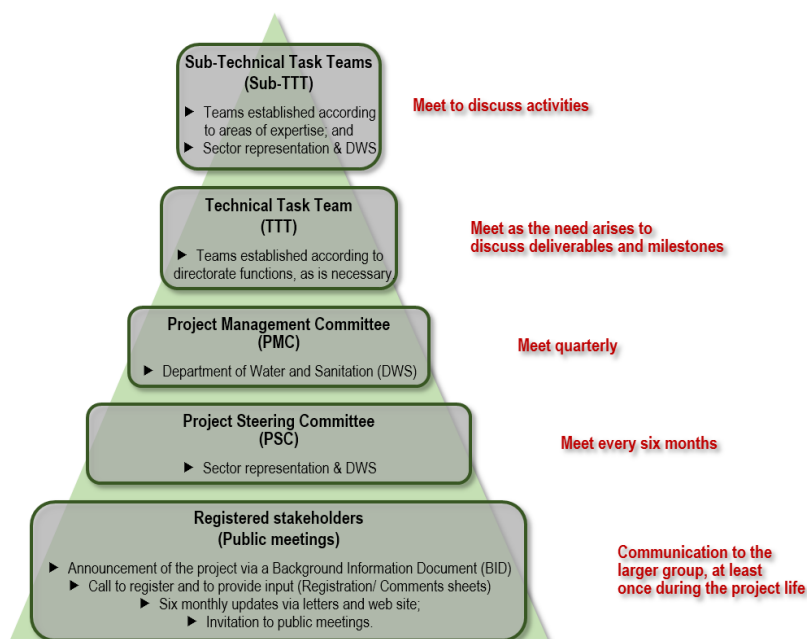 Sub-Technical Task Teams
(Sub-TTT)
► Teams established according
to areas of expertise; and
► Sector representation & DWS
Meet to discuss activities
Technical Task Team
(TTT)
► Teams established according to
directorate functions, as is necessary.
Meet as the need arises to
discuss deliverables and milestones
Project Management Committee
(PMC)
► Department of Water and Sanitation (DWS)
Meet quarterly
Project Steering Committee
(PSC)
► Sector representation & DWS
Meet every six months
Registered stakeholders
(Public meetings)
► Announcement of the project via a Background Information Document (BID)
► Call to register and to provide input (Registration/ Comments sheets)
► Six monthly updates via letters and web site;
► Invitation to public meetings.
Communication to the
larger group, at least
once during the project life